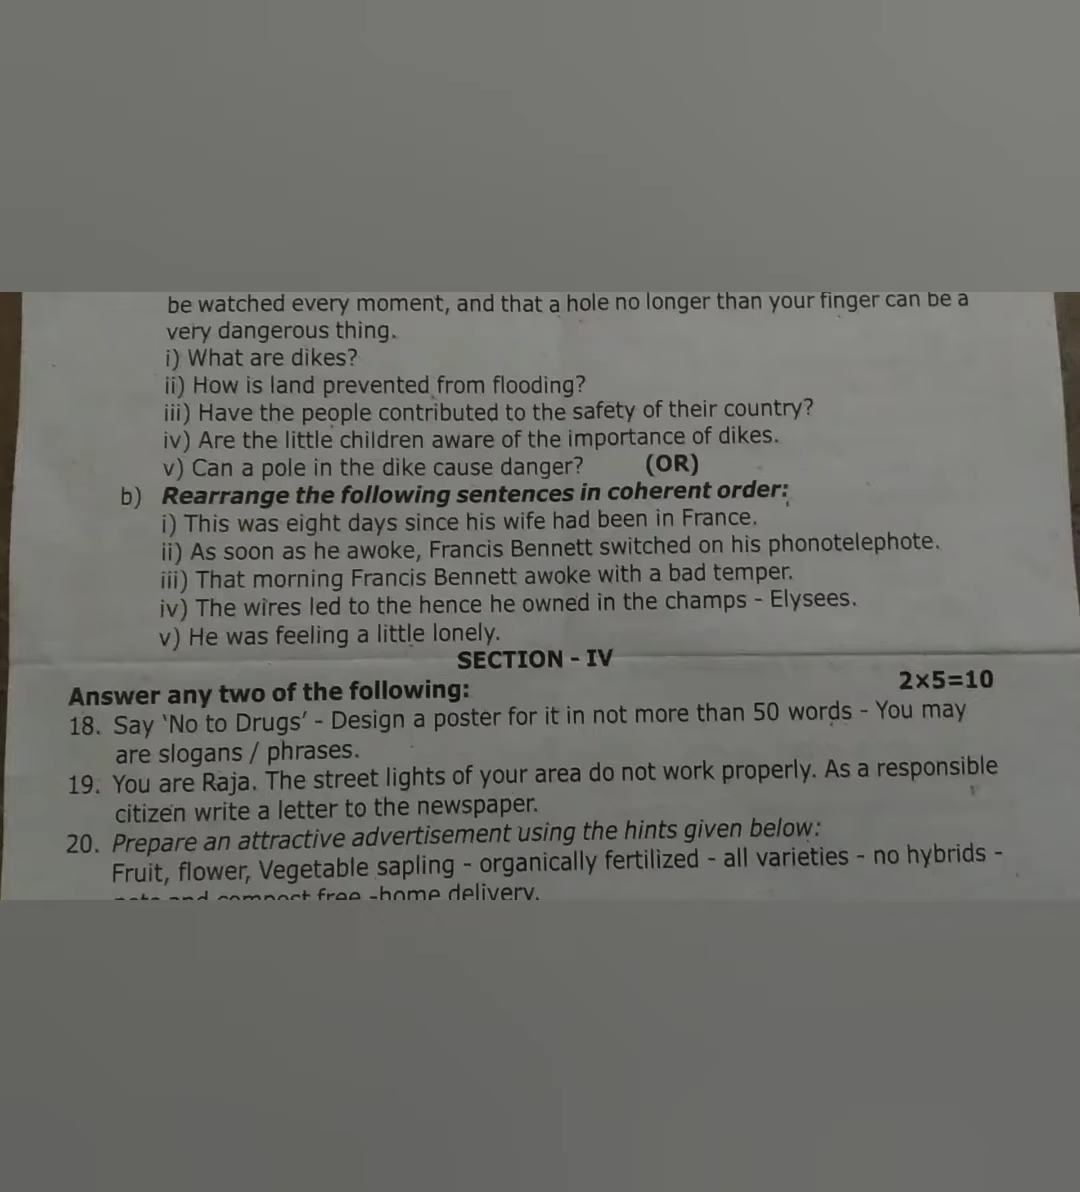 be watched every moment, and that a hole no longer than your finger can be a
very dangerous thing.
i) What are dikes?
ii) How is land prevented from flooding?
iii) Have the people contributed to the safety of their country?
iv) Are the little children aware of the importance of dikes.
v) Can a pole in the dike cause danger? (OR)
b) Rearrange the following sentences in coherent order:
i) This was eight days since his wife had been in France.
ii) As soon as he awoke, Francis Bennett switched on his phonotelephote.
iii) That morning Francis Bennett awoke with a bad temper.
iv) The wires led to the hence he owned in the champs - Elysees.
v) He was feeling a little lonely.
SECTION - IV
Answer any two of the following: 2×5=10
18. Say ‘No to Drugs’ - Design a poster for it in not more than 50 words - You may
are slogans / phrases.
19. You are Raja. The street lights of your area do not work properly. As a responsible
citizen write a letter to the newspaper.
20. Prepare an attractive advertisement using the hints given below:
Fruit, flower, Vegetable sapling - organically fertilized - all varieties - no hybrids -
and compost free -home delivery.